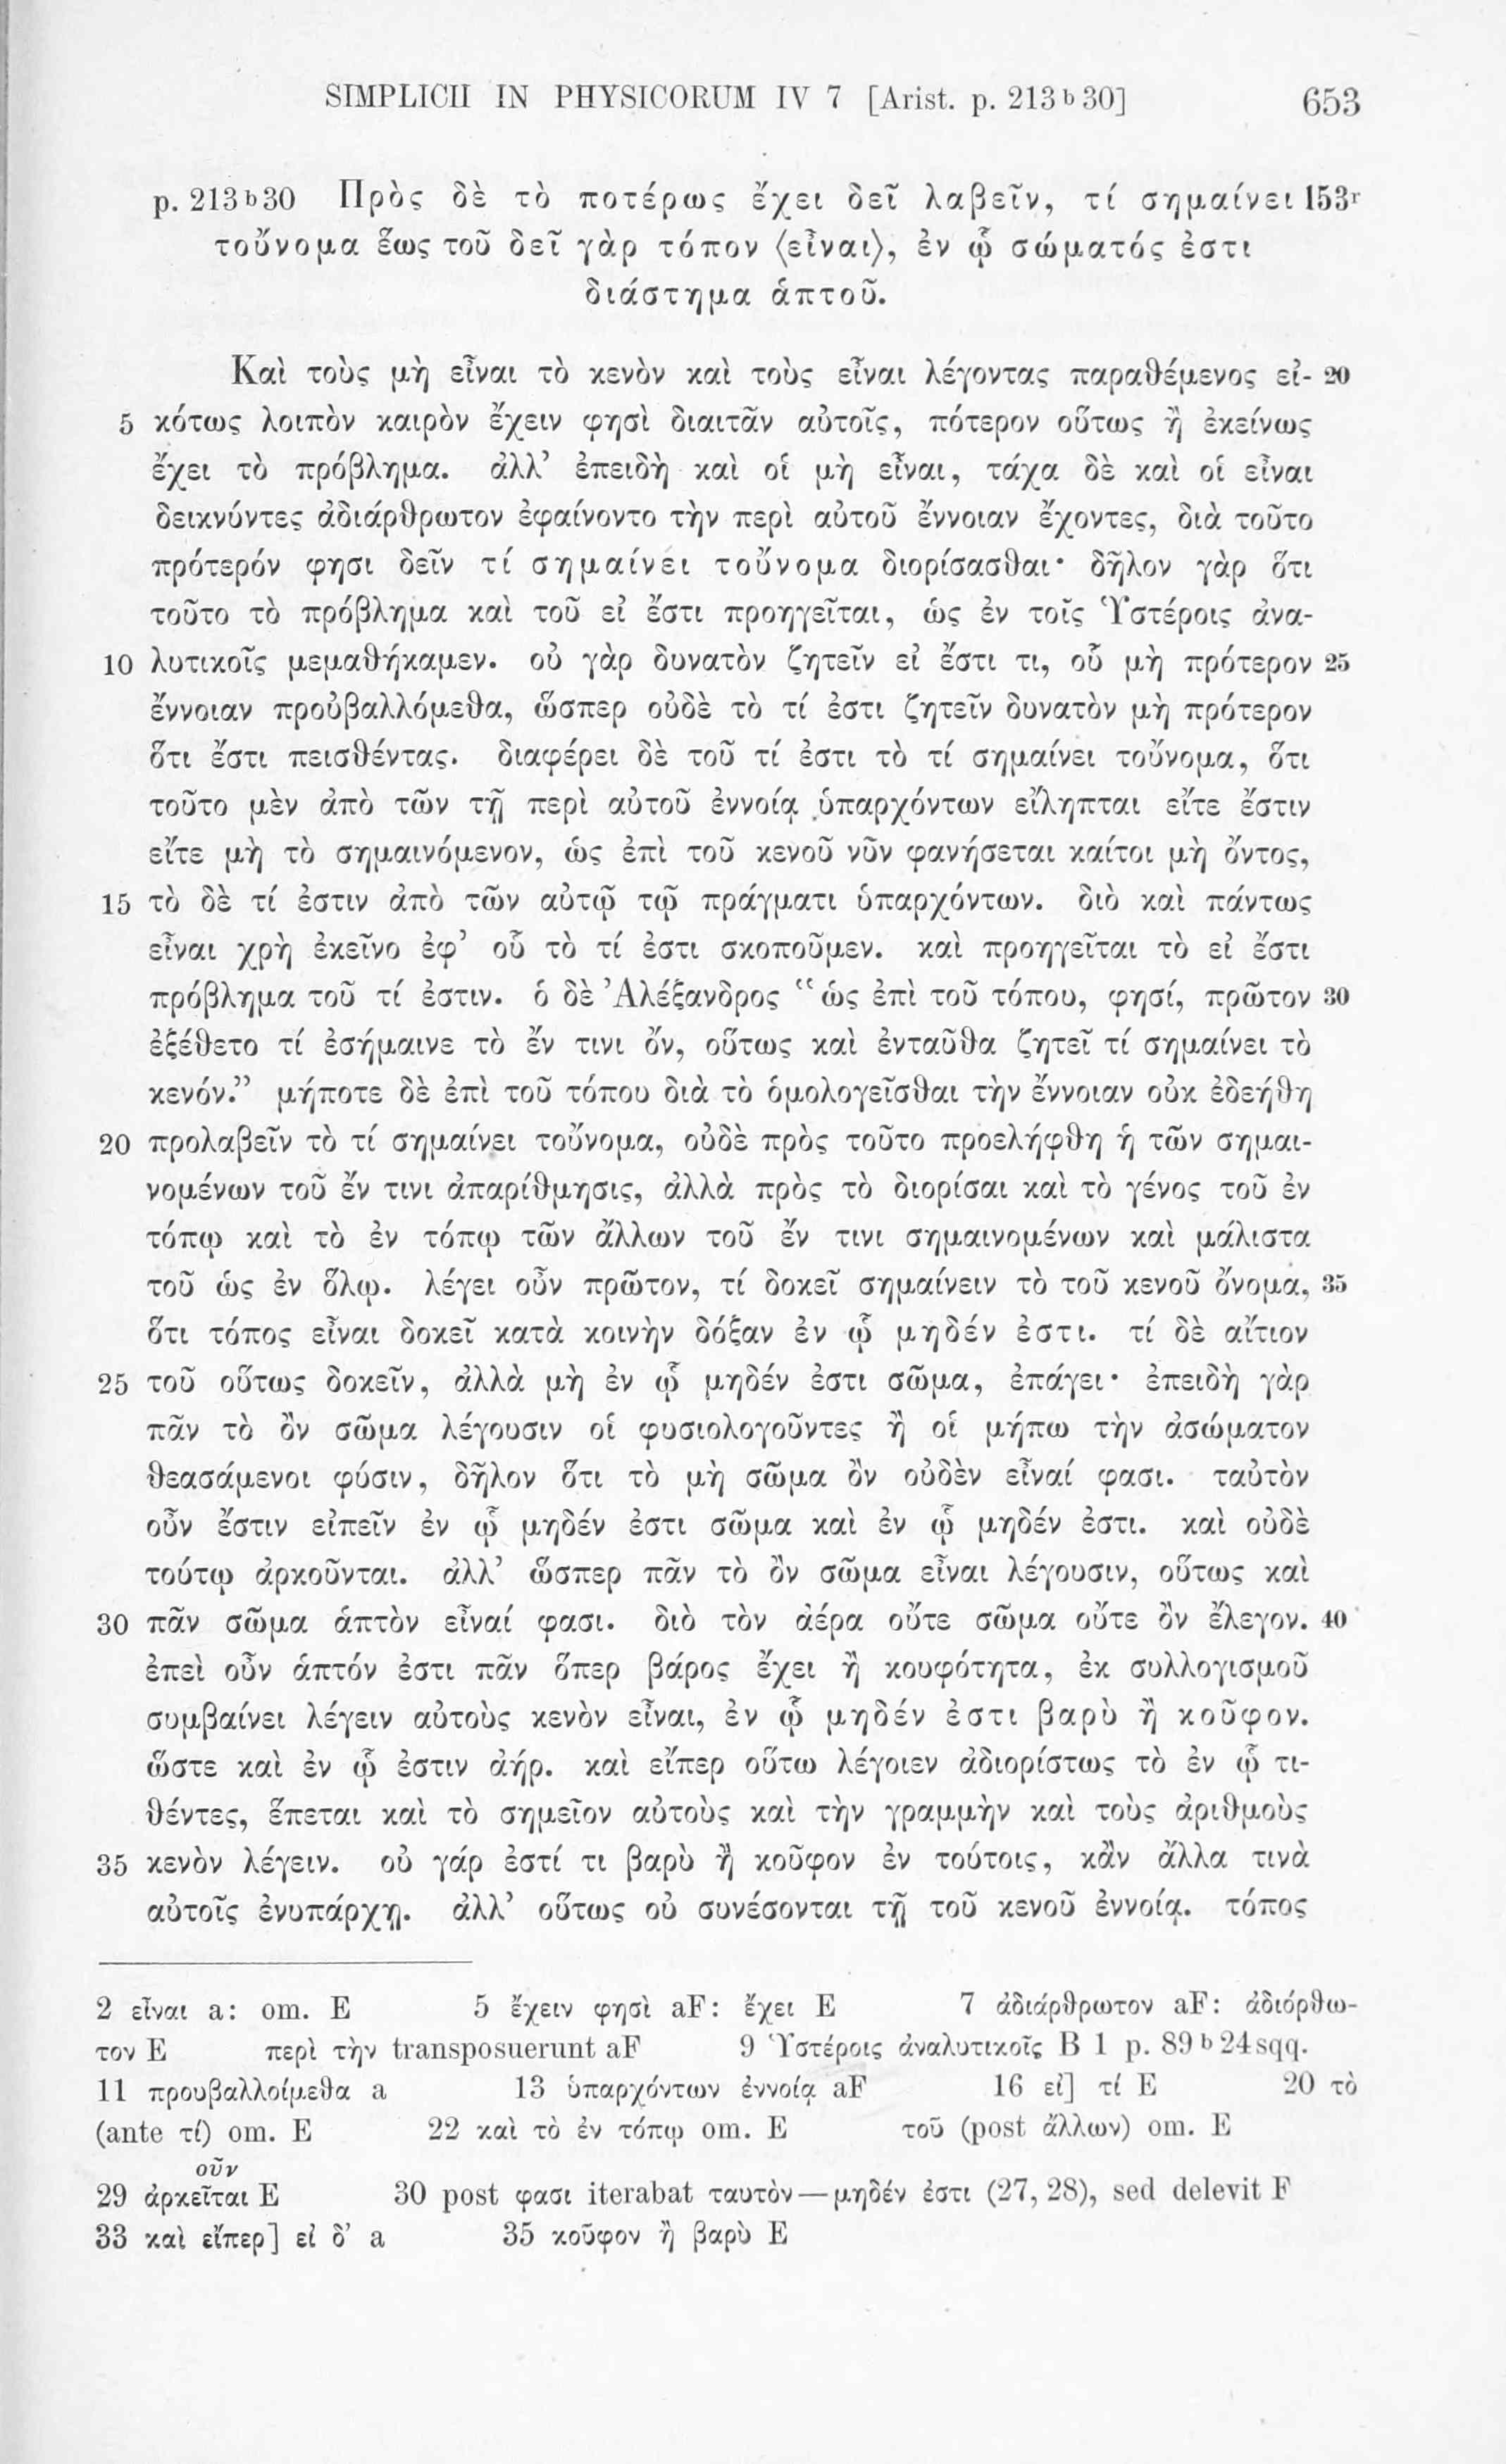 SIMPLICII IN PHYSICORUM IV 7 [Arist. p. 213 b 30] 653
p. 213 b 30 Πρὸς δὲ τὸ ποτέρως ἔχει δεῖ λαβεῖν, τί σημαίνει 153r
τοὔνομα ἕως τοῦ δεῖ γὰρ τόπον ⟨εἶναι⟩, ἐν ᾧ σώματός ἐστι
διάστημα ἁπτοῦ.
Καὶ τοὺς μὴ εἶναι τὸ κενὸν καὶ τοὺς εἶναι λέγοντας παραθέμενος εἰ- 20
5 κότως λοιπὸν καιρὸν ἔχειν φησὶ διαιτᾶν αὐτοῖς, πότερον οὕτως ἢ ἐκείνως
ἔχει τὸ πρόβλημα. ἀλλ’ ἐπειδὴ καὶ οἱ μὴ εἶναι, τάχα δὲ καὶ οἱ εἶναι
δεικνύντες ἀδιάρθρωτον ἐφαίνοντο τὴν περὶ αὐτοῦ ἔννοιαν ἔχοντες, διὰ τοῦτο
πρότερόν φησι δεῖν τί σημαίνει τοὔνομα διορίσασθαι· δῆλον γὰρ ὅτι
τοῦτο τὸ πρόβλημα καὶ τοῦ εἰ ἔστι προηγεῖται, ὡς ἐν τοῖς Ὑστέροις ἀνα-
10 λυτικοῖς μεμαθήκαμεν. οὐ γὰρ δυνατὸν ζητεῖν εἰ ἔστι τι, οὗ μὴ πρότερον 25
ἔννοιαν προὐβαλλόμεθα, ὥσπερ οὐδὲ τὸ τί ἐστι ζητεῖν δυνατὸν μὴ πρότερον
ὅτι ἔστι πεισθέντας. διαφέρει δὲ τοῦ τί ἐστι τὸ τί σημαίνει τοὔνομα, ὅτι
τοῦτο μὲν ἀπὸ τῶν τῇ περὶ αὐτοῦ ἐννοίᾳ ὑπαρχόντων εἴληπται εἴτε ἔστιν
εἴτε μὴ τὸ σημαινόμενον, ὡς ἐπὶ τοῦ κενοῦ νῦν φανήσεται καίτοι μὴ ὄντος,
15 τὸ δὲ τί ἐστιν ἀπὸ τῶν αὐτῷ τῷ πράγματι ὑπαρχόντων. διὸ καὶ πάντως
εἶναι χρὴ ἐκεῖνο ἐφ’ οὗ τὸ τί ἐστι σκοποῦμεν. καὶ προηγεῖται τὸ εἰ ἔστι
πρόβλημα τοῦ τί ἐστιν. ὁ δὲ Ἀλέξανδρος “ὡς ἐπὶ τοῦ τόπου, φησί, πρῶτον 30
ἐξέθετο τί ἐσήμαινε τὸ ἔν τινι ὄν, οὕτως καὶ ἐνταῦθα ζητεῖ τί σημαίνει τὸ
κενόν.” μήποτε δὲ ἐπὶ τοῦ τόπου διὰ τὸ ὁμολογεῖσθαι τὴν ἔννοιαν οὐκ ἐδεήθη
20 προλαβεῖν τὸ τί σημαίνει τοὔνομα, οὐδὲ πρὸς τοῦτο προελήφθη ἡ τῶν σημαι-
νομένων τοῦ ἔν τινι ἀπαρίθμησις, ἀλλὰ πρὸς τὸ διορίσαι καὶ τὸ γένος τοῦ ἐν
τόπῳ καὶ τὸ ἐν τόπῳ τῶν ἄλλων τοῦ ἔν τινι σημαινομένων καὶ μάλιστα
τοῦ ὡς ἐν ὅλῳ. λέγει οὖν πρῶτον, τί δοκεῖ σημαίνειν τὸ τοῦ κενοῦ ὄνομα, 35
ὅτι τόπος εἶναι δοκεῖ κατὰ κοινὴν δόξαν ἐν ᾧ μηδέν ἐστι. τί δὲ αἴτιον
25 τοῦ οὕτως δοκεῖν, ἀλλὰ μὴ ἐν ᾧ μηδέν ἐστι σῶμα, ἐπάγει· ἐπειδὴ γὰρ
πᾶν τὸ ὂν σῶμα λέγουσιν οἱ φυσιολογοῦντες ἢ οἱ μήπω τὴν ἀσώματον
θεασάμενοι φύσιν, δῆλον ὅτι τὸ μὴ σῶμα ὂν οὐδὲν εἶναί φασι. ταὐτὸν
οὖν ἔστιν εἰπεῖν ἐν ᾧ μηδέν ἐστι σῶμα καὶ ἐν ᾧ μηδέν ἐστι. καὶ οὐδὲ
τούτῳ ἀρκοῦνται. ἀλλ’ ὥσπερ πᾶν τὸ ὂν σῶμα εἶναι λέγουσιν, οὕτως καὶ
30 πᾶν σῶμα ἁπτὸν εἶναί φασι. διὸ τὸν ἀέρα οὔτε σῶμα οὔτε ὂν ἔλεγον. 40
ἐπεὶ οὖν ἁπτόν ἐστι πᾶν ὅπερ βάρος ἔχει ἢ κουφότητα, ἐκ συλλογισμοῦ
συμβαίνει λέγειν αὐτοὺς κενὸν εἶναι, ἐν ᾧ μηδέν ἐστι βαρὺ ἢ κοῦφον.
ὥστε καὶ ἐν ᾧ ἐστιν ἀήρ. καὶ εἴπερ οὕτω λέγοιεν ἀδιορίστως τὸ ἐν ᾧ τι-
θέντες, ἕπεται καὶ τὸ σημεῖον αὐτοὺς καὶ τὴν γραμμὴν καὶ τοὺς ἀριθμοὺς
35 κενὸν λέγειν. οὐ γάρ ἐστί τι βαρὺ ἢ κοῦφον ἐν τούτοις, κἂν ἄλλα τινὰ
αὐτοῖς ἐνυπάρχῃ. ἀλλ’ οὕτως οὐ συνέσονται τῇ τοῦ κενοῦ ἐννοίᾳ. τόπος
2 εἶναι a: om. E 5 ἔχειν φησὶ aF: ἔχει E 7 ἀδιάρθρωτον aF: ἀδιόρθω-
τον E περὶ τὴν transposuerunt aF 9 Ὑστέροις ἀναλυτικοῖς B 1 p. 89 b 24 sqq.
11 προυβαλλοίμεθα a 13 ὑπαρχόντων ἐννοίᾳ aF 16 εἰ] τί E 20 τὸ
(ante τί) om. E 22 καὶ τὸ ἐν τόπῳ om. E τοῦ (post ἄλλων) om. E
οῦν
29 ἀρκεῖται E 30 post φασι iterabat ταυτὸν—μηδέν ἐστι (27, 28), sed delevit F
33 καὶ εἴπερ] εἰ δ’ a 35 κοῦφον ἢ βαρὺ E